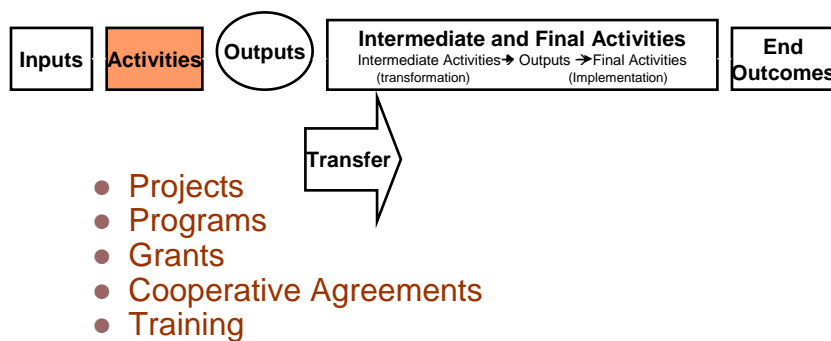 Inputs
Activities
Outputs
Intermediate and Final Activities
Intermediate Activities → Outputs → Final Activities
(transformation) (Implementation)
End
Outcomes
Transfer
● Projects
● Programs
● Grants
● Cooperative Agreements
● Training